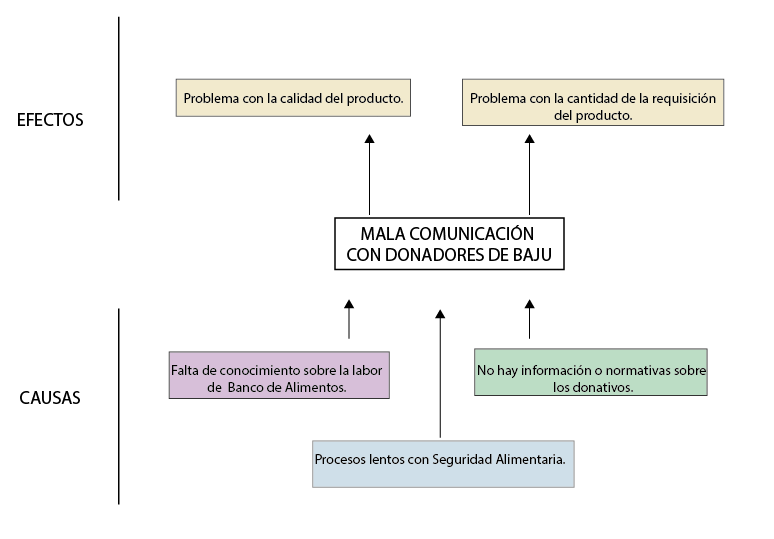 Problema con la calidad del producto.
Problema con la cantidad de la requisición
del producto.
EFECTOS
MALA COMUNICACIÓN
CON DONADORES DE BAJU
Falta de conocimiento sobre la labor
de Banco de Alimentos.
No hay información o normativas sobre
los donativos.
CAUSAS
Procesos lentos con Seguridad Alimentaria.